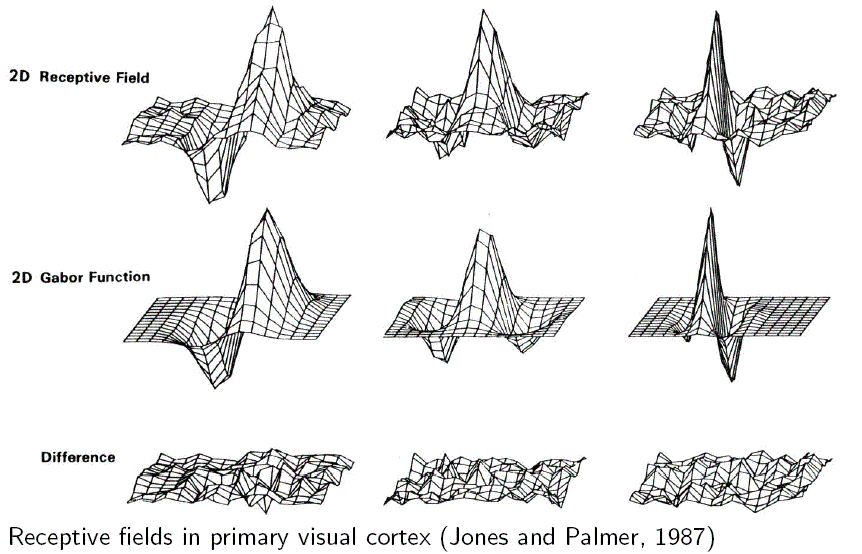 2D Receptive Field
2D Gabor Function
Difference
Receptive fields in primary visual cortex (Jones and Palmer, 1987)